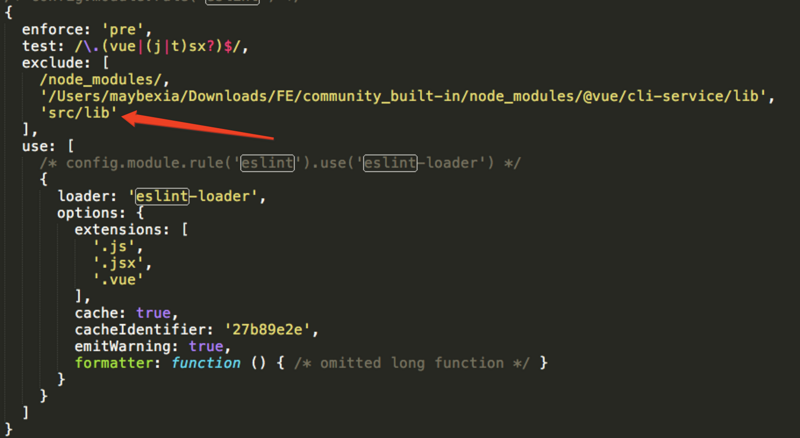 {
enforce: 'pre',
test: /\.(vue|(j|t)sx?)$/,
exclude: [
/node_modules/,
'/Users/maybexia/Downloads/FE/community_built-in/node_modules/@vue/cli-service/lib',
'src/lib'
],
use: [
/* config.module.rule('eslint').use('eslint-loader') */
{
loader: 'eslint-loader',
options: {
extensions: [
'.js',
'.jsx',
'.vue'
],
cache: true,
cacheIdentifier: '27b89e2e',
emitWarning: true,
formatter: function () { /* omitted long function */ }
}
}
]
}